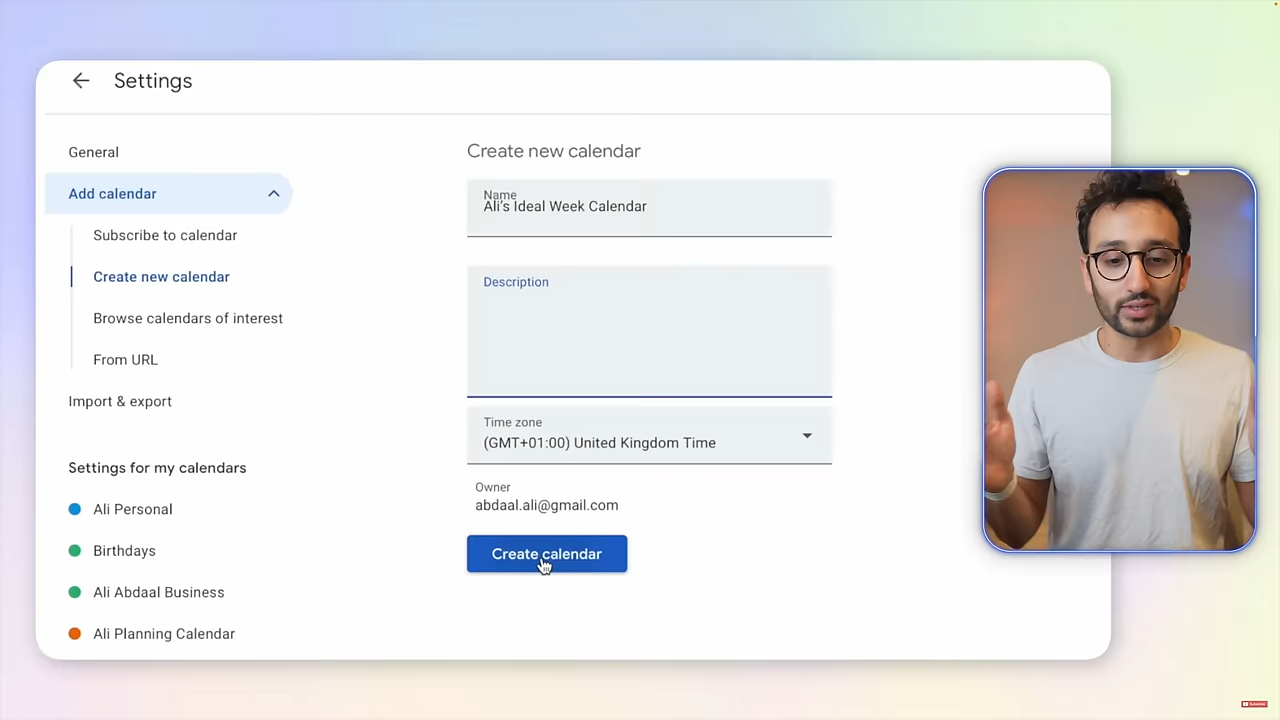 Settings
General
Add calendar
Subscribe to calendar
Create new calendar
Browse calendars of interest
From URL
Import & export
Settings for my calendars
Ali Personal
Birthdays
Ali Abdaal Business
Ali Planning Calendar
Create new calendar
Name
Ali's Ideal Week Calendar
Description
Time zone
(GMT+01:00) United Kingdom Time
Owner
abdaal.ali@gmail.com
Create calendar